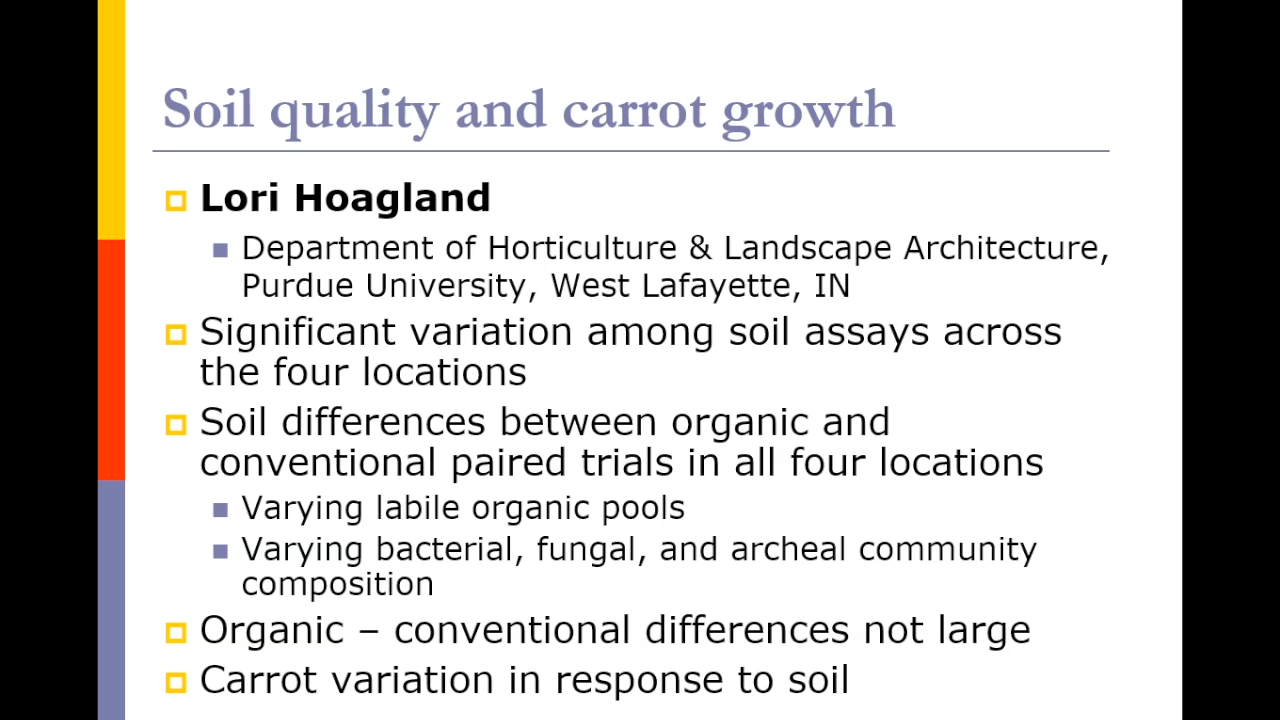 Soil quality and carrot growth
Lori Hoagland
Department of Horticulture & Landscape Architecture,
Purdue University, West Lafayette, IN
Significant variation among soil assays across
the four locations
Soil differences between organic and
conventional paired trials in all four locations
Varying labile organic pools
Varying bacterial, fungal, and archeal community
composition
Organic – conventional differences not large
Carrot variation in response to soil